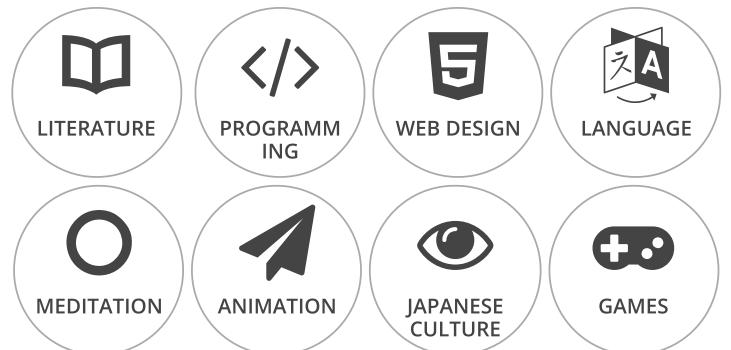 LITERATURE
PROGRAMM
ING
WEB DESIGN
LANGUAGE
MEDITATION
ANIMATION
JAPANESE
CULTURE
GAMES